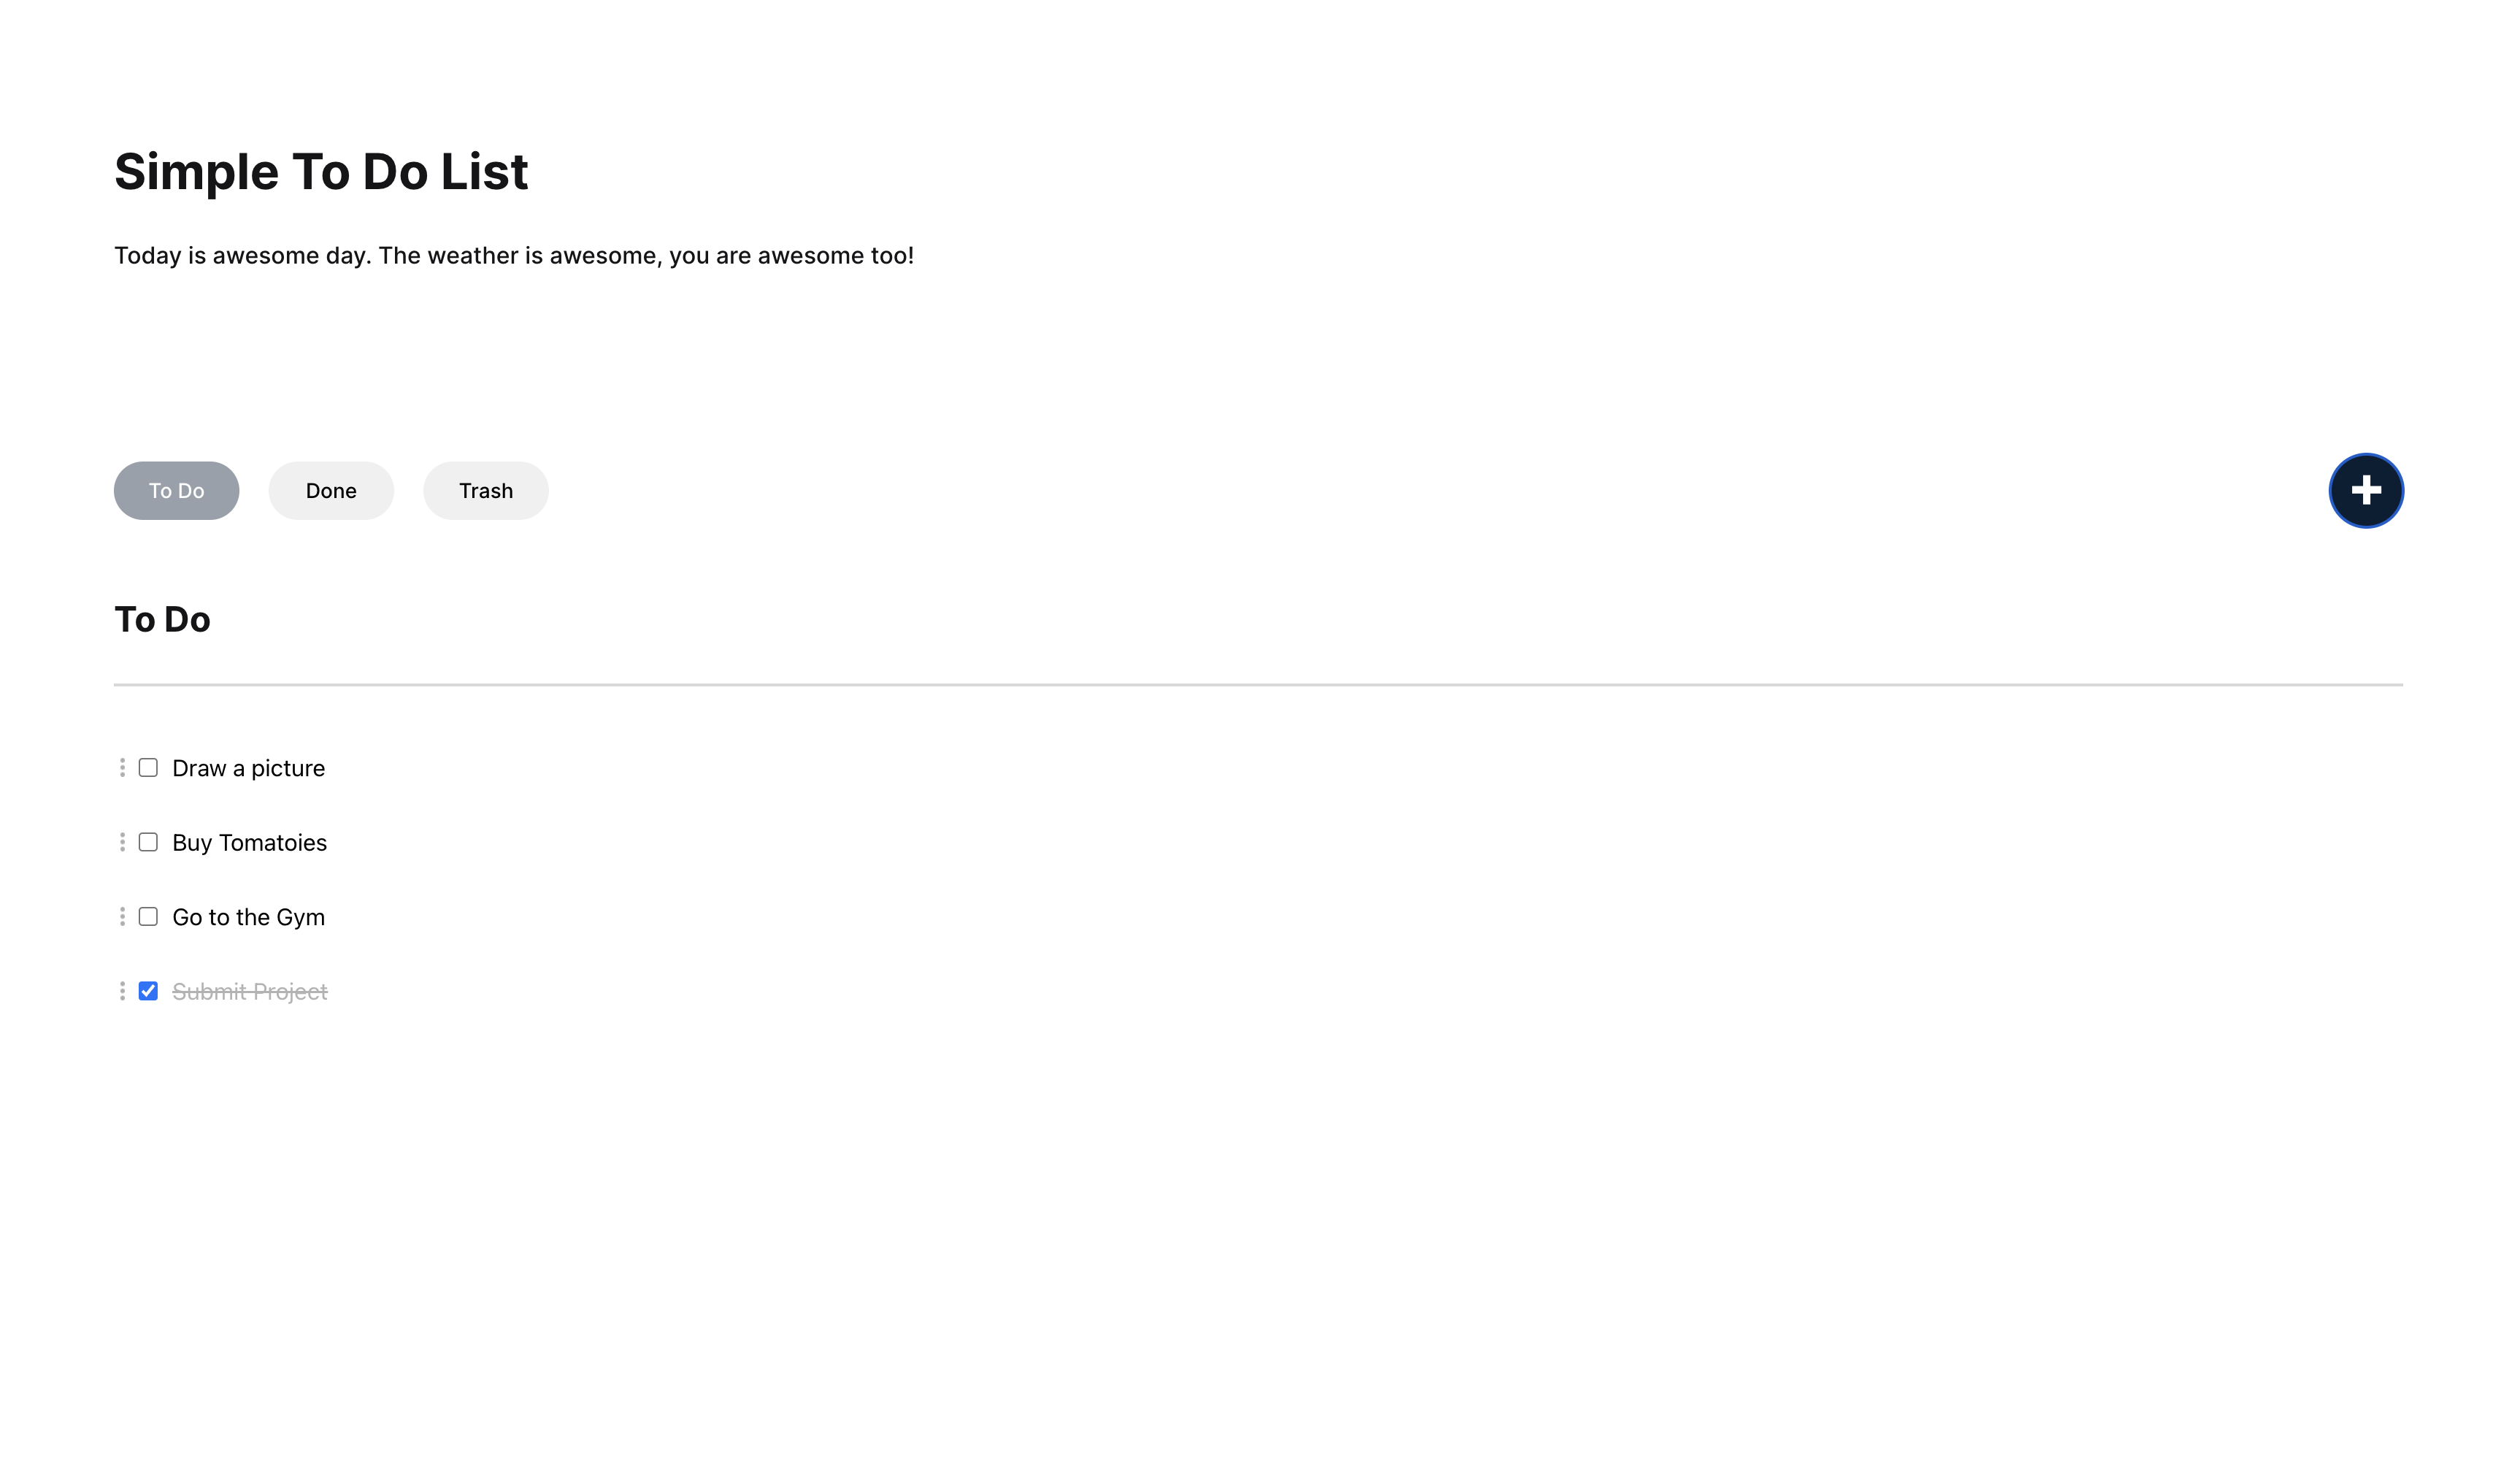 Simple To Do List
Today is awesome day. The weather is awesome, you are awesome too!
To Do Done Trash
To Do
Draw a picture
Buy Tomatoies
Go to the Gym
Submit Project